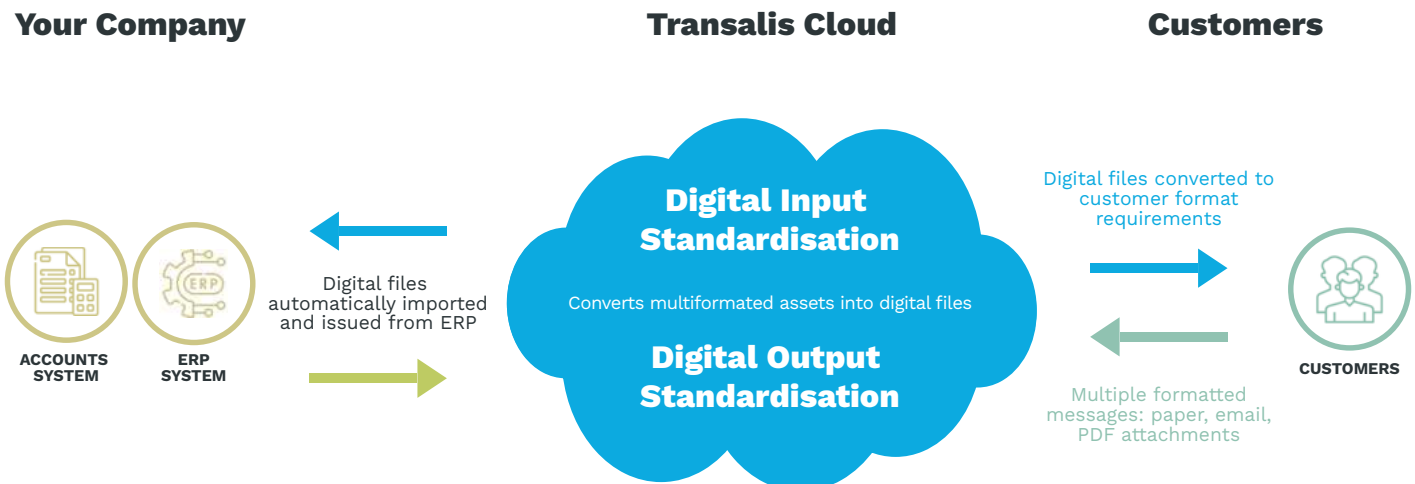 Your Company
Transalis Cloud
Customers
Digital Input
Standardisation
Converts multiformated assets into digital files
Digital Output
Standardisation
Digital files
automatically imported
and issued from ERP
ERP
ACCOUNTS
SYSTEM
ERP
SYSTEM
Digital files converted to
customer format
requirements
CUSTOMERS
Multiple formatted
messages: paper, email,
PDF attachments